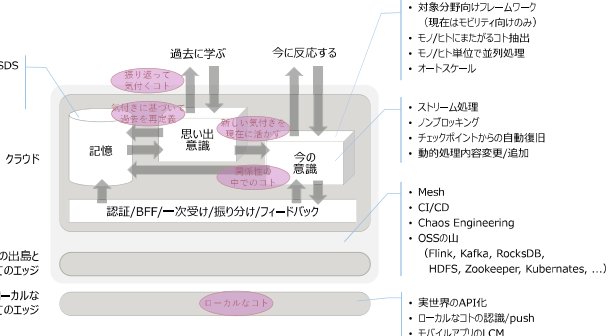 対象分野向けフレームワーク
（現在はモビリティ向けのみ）
モノ/ヒトにまたがるコト抽出
モノ/ヒト単位で並列処理
オートスケール
過去に学ぶ
今に反応する
SDS
振り返って
気付くコト
気付きに基づいて
過去を再定義
新しい気付きを
現在に活かす
ストリーム処理
ノンブロッキング
チェックポイントからの自動復旧
動的処理内容変更/追加
クラウド
記憶
思い出
意識
今の
意識
関係性の
中でのコト
認証/BFF/一次受け/振り分け/フィードバック
Mesh
CI/CD
Chaos Engineering
OSSの山
（Flink, Kafka, RocksDB,
HDFS, Zookeeper, Kubernates, ...）
の出島と
てのエッジ
ーカルな
てのエッジ
ローカルなコト
実世界のAPI化
ローカルなコトの認識/push
モバイルアプリのLCM